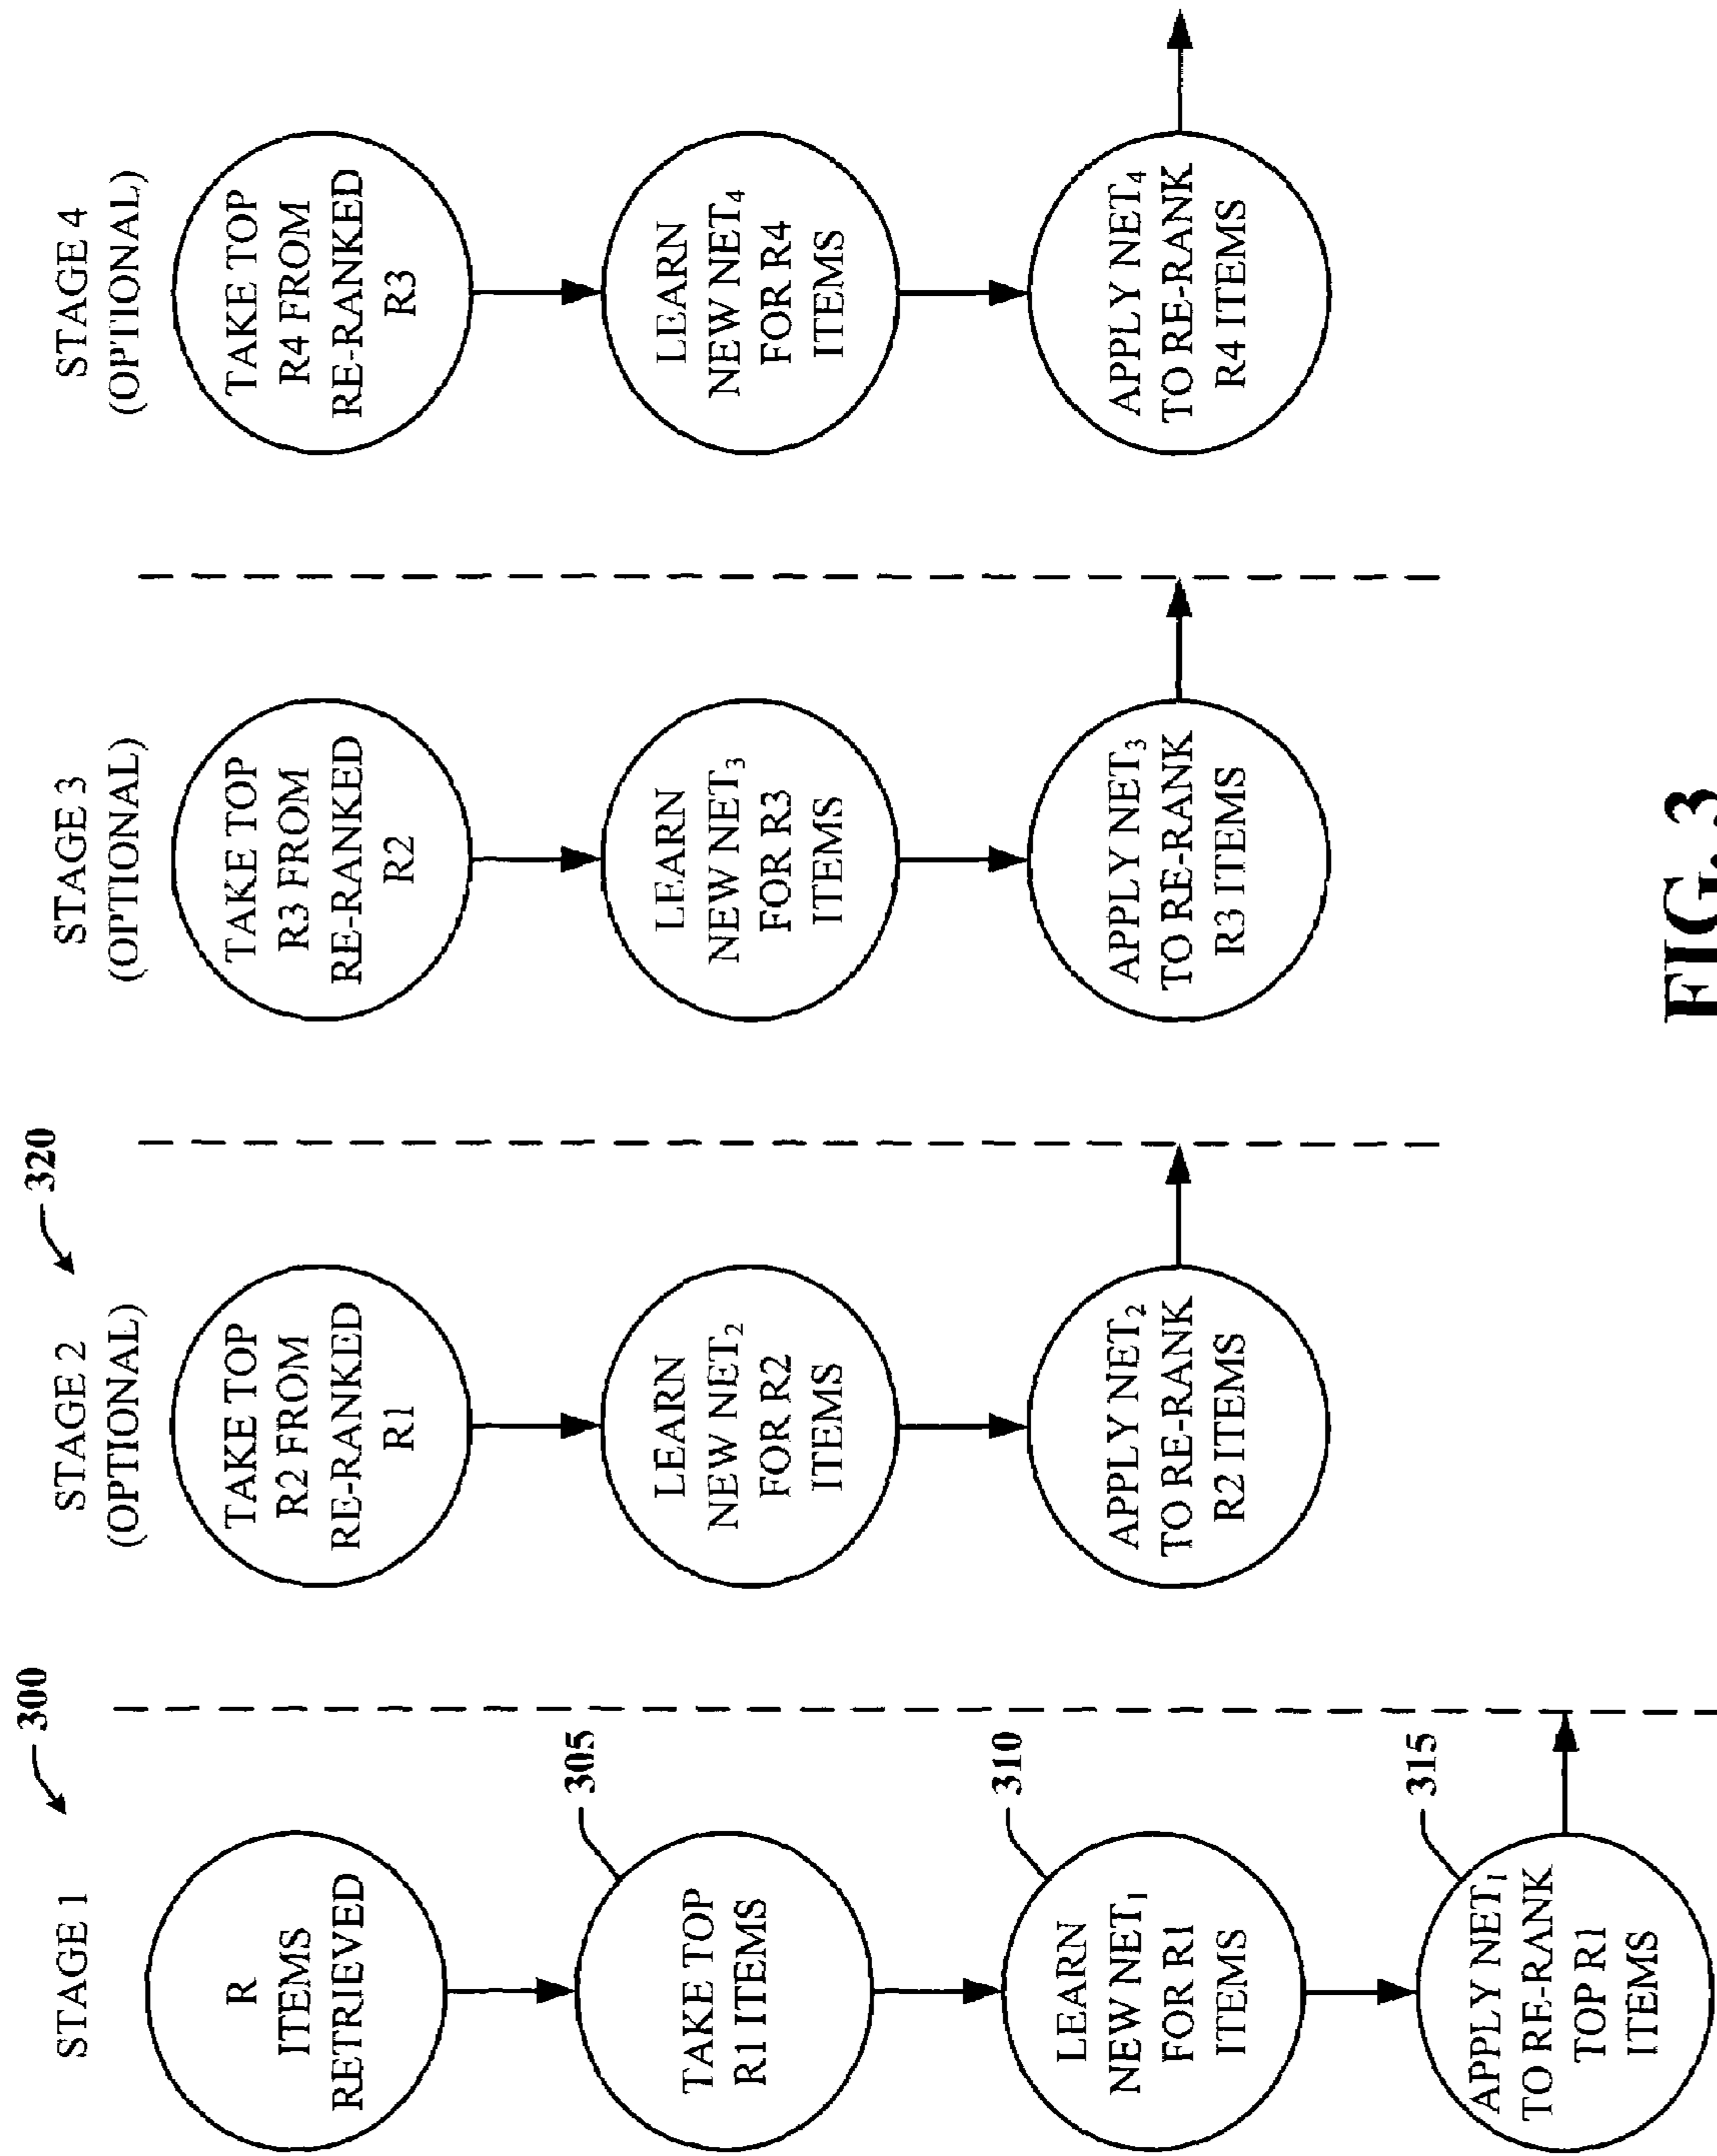 STAGE 1
300
R
ITEMS
RETRIEVED
TAKE TOP
R1 ITEMS
305
LEARN
NEW NET₁
FOR R1
ITEMS
310
APPLY NET₁
TO RE-RANK
TOP R1
ITEMS
315
STAGE 2
(OPTIONAL)
320
TAKE TOP
R2 FROM
RE-RANKED
R1
LEARN
NEW NET₂
FOR R2
ITEMS
APPLY NET₂
TO RE-RANK
R2 ITEMS
STAGE 3
(OPTIONAL)
TAKE TOP
R3 FROM
RE-RANKED
R2
LEARN
NEW NET₃
FOR R3
ITEMS
APPLY NET₃
TO RE-RANK
R3 ITEMS
STAGE 4
(OPTIONAL)
TAKE TOP
R4 FROM
RE-RANKED
R3
LEARN
NEW NET₄
FOR R4
ITEMS
APPLY NET₄
TO RE-RANK
R4 ITEMS
FIG. 3